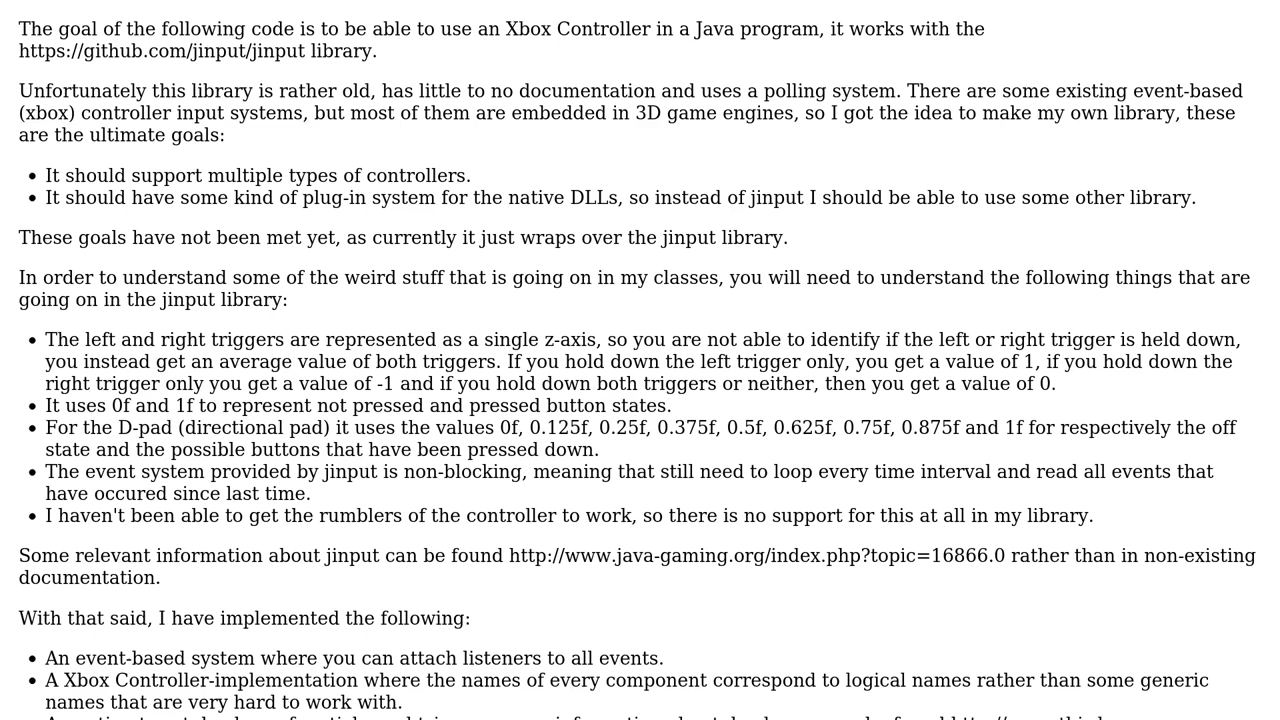 The goal of the following code is to be able to use an Xbox Controller in a Java program, it works with the
https://github.com/jinput/jinput library.
Unfortunately this library is rather old, has little to no documentation and uses a polling system. There are some existing event-based
(xbox) controller input systems, but most of them are embedded in 3D game engines, so I got the idea to make my own library, these
are the ultimate goals:
• It should support multiple types of controllers.
• It should have some kind of plug-in system for the native DLLs, so instead of jinput I should be able to use some other library.
These goals have not been met yet, as currently it just wraps over the jinput library.
In order to understand some of the weird stuff that is going on in my classes, you will need to understand the following things that are
going on in the jinput library:
• The left and right triggers are represented as a single z-axis, so you are not able to identify if the left or right trigger is held down,
you instead get an average value of both triggers. If you hold down the left trigger only, you get a value of 1, if you hold down the
right trigger only you get a value of -1 and if you hold down both triggers or neither, then you get a value of 0.
• It uses 0f and 1f to represent not pressed and pressed button states.
• For the D-pad (directional pad) it uses the values 0f, 0.125f, 0.25f, 0.375f, 0.5f, 0.625f, 0.75f, 0.875f and 1f for respectively the off
state and the possible buttons that have been pressed down.
• The event system provided by jinput is non-blocking, meaning that still need to loop every time interval and read all events that
have occured since last time.
• I haven't been able to get the rumblers of the controller to work, so there is no support for this at all in my library.
Some relevant information about jinput can be found http://www.java-gaming.org/index.php?topic=16866.0 rather than in non-existing
documentation.
With that said, I have implemented the following:
• An event-based system where you can attach listeners to all events.
• A Xbox Controller-implementation where the names of every component correspond to logical names rather than some generic
names that are very hard to work with.